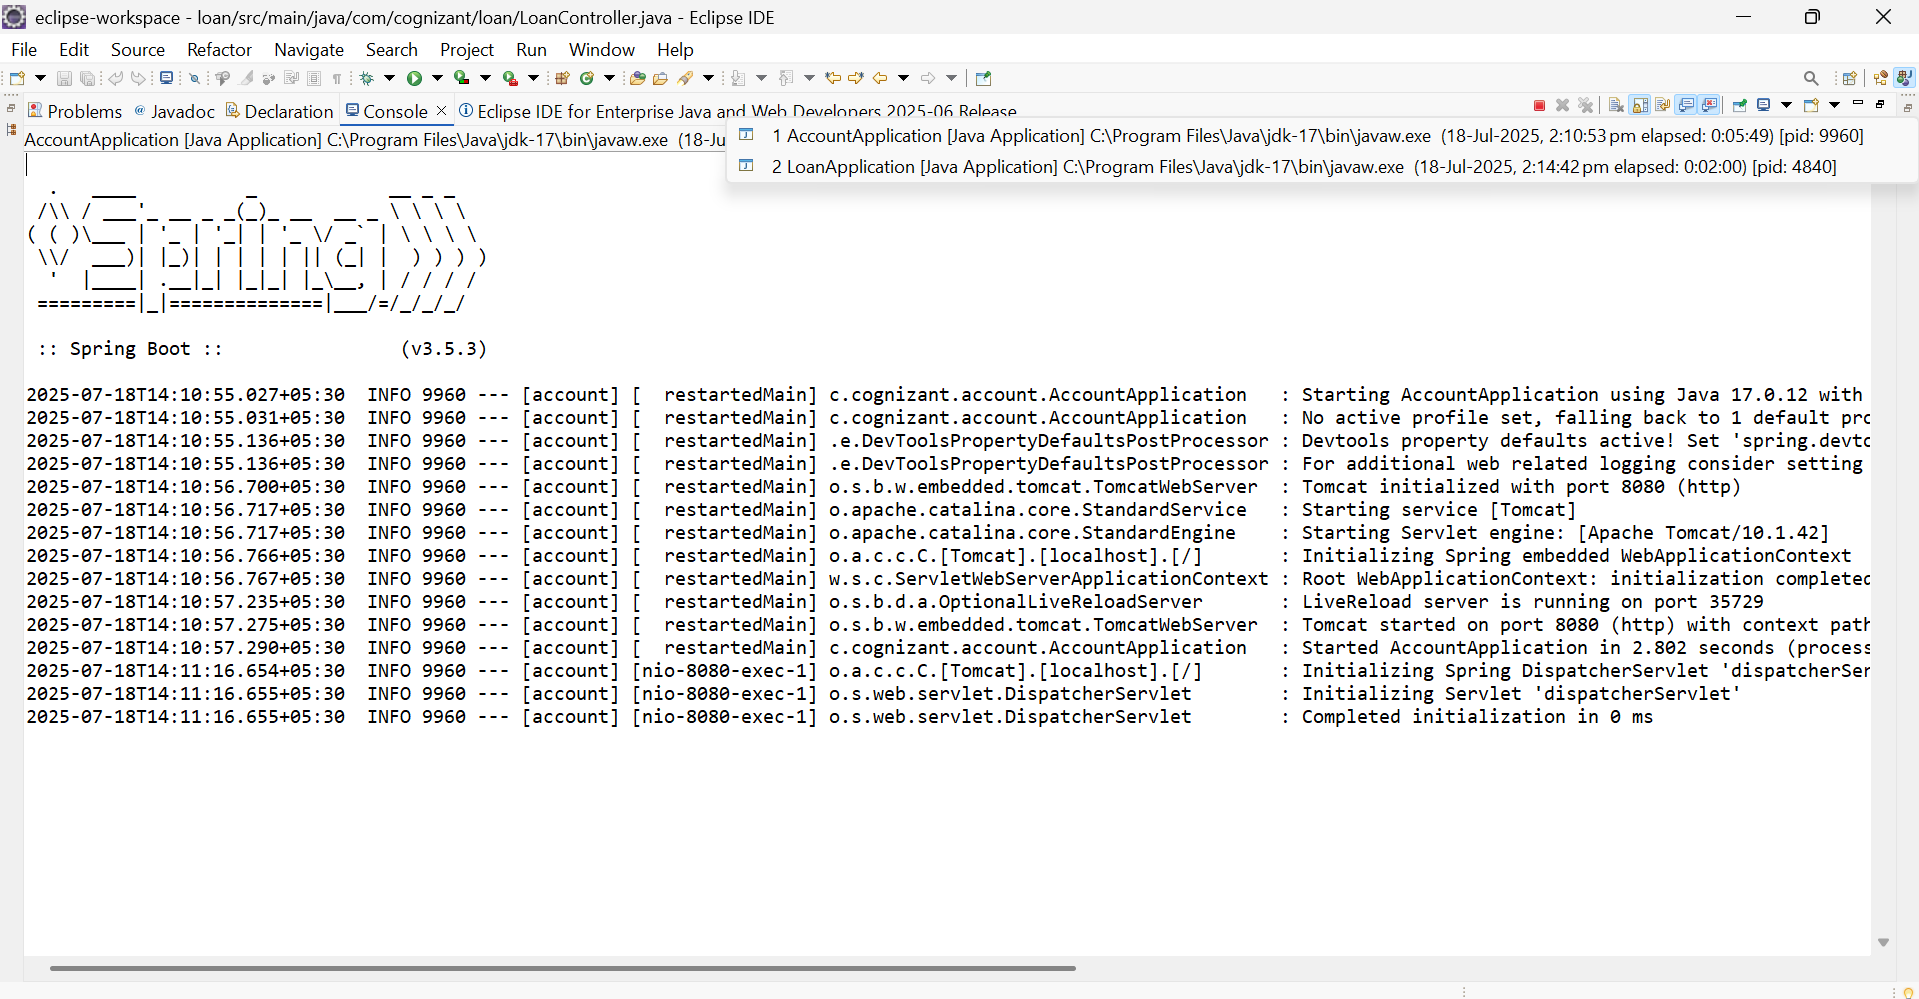 eclipse-workspace - loan/src/main/java/com/cognizant/loan/LoanController.java - Eclipse IDE
File Edit Source Refactor Navigate Search Project Run Window Help
Problems Javadoc Declaration Console Eclipse IDE for Enterprise Java and Web Developers 2025-06 Release
AccountApplication [Java Application] C:\Program Files\Java\jdk-17\bin\javaw.exe (18-Ju
1 AccountApplication [Java Application] C:\Program Files\Java\jdk-17\bin\javaw.exe (18-Jul-2025, 2:10:53 pm elapsed: 0:05:49) [pid: 9960]
2 LoanApplication [Java Application] C:\Program Files\Java\jdk-17\bin\javaw.exe (18-Jul-2025, 2:14:42 pm elapsed: 0:02:00) [pid: 4840]
Spring
:: Spring Boot :: (v3.5.3)
2025-07-18T14:10:55.027+05:30 INFO 9960 --- [account] [ restartedMain] c.cognizant.account.AccountApplication : Starting AccountApplication using Java 17.0.12 with
2025-07-18T14:10:55.031+05:30 INFO 9960 --- [account] [ restartedMain] c.cognizant.account.AccountApplication : No active profile set, falling back to 1 default pro
2025-07-18T14:10:55.136+05:30 INFO 9960 --- [account] [ restartedMain] .e.DevToolsPropertyDefaultsPostProcessor : Devtools property defaults active! Set 'spring.devto
2025-07-18T14:10:55.136+05:30 INFO 9960 --- [account] [ restartedMain] .e.DevToolsPropertyDefaultsPostProcessor : For additional web related logging consider setting
2025-07-18T14:10:56.700+05:30 INFO 9960 --- [account] [ restartedMain] o.s.b.w.embedded.tomcat.TomcatWebServer : Tomcat initialized with port 8080 (http)
2025-07-18T14:10:56.717+05:30 INFO 9960 --- [account] [ restartedMain] o.apache.catalina.core.StandardService : Starting service [Tomcat]
2025-07-18T14:10:56.717+05:30 INFO 9960 --- [account] [ restartedMain] o.apache.catalina.core.StandardEngine : Starting Servlet engine: [Apache Tomcat/10.1.42]
2025-07-18T14:10:56.766+05:30 INFO 9960 --- [account] [ restartedMain] o.a.c.c.C.[Tomcat].[localhost].[/] : Initializing Spring embedded WebApplicationContext
2025-07-18T14:10:56.767+05:30 INFO 9960 --- [account] [ restartedMain] w.s.c.ServletWebServerApplicationContext : Root WebApplicationContext: initialization completed
2025-07-18T14:10:57.235+05:30 INFO 9960 --- [account] [ restartedMain] o.s.b.d.a.OptionalLiveReloadServer : LiveReload server is running on port 35729
2025-07-18T14:10:57.275+05:30 INFO 9960 --- [account] [ restartedMain] o.s.b.w.embedded.tomcat.TomcatWebServer : Tomcat started on port 8080 (http) with context path
2025-07-18T14:10:57.290+05:30 INFO 9960 --- [account] [ restartedMain] c.cognizant.account.AccountApplication : Started AccountApplication in 2.802 seconds (process
2025-07-18T14:11:16.654+05:30 INFO 9960 --- [account] [nio-8080-exec-1] o.a.c.c.C.[Tomcat].[localhost].[/] : Initializing Spring DispatcherServlet 'dispatcherSer
2025-07-18T14:11:16.655+05:30 INFO 9960 --- [account] [nio-8080-exec-1] o.s.web.servlet.DispatcherServlet : Initializing Servlet 'dispatcherServlet'
2025-07-18T14:11:16.655+05:30 INFO 9960 --- [account] [nio-8080-exec-1] o.s.web.servlet.DispatcherServlet : Completed initialization in 0 ms